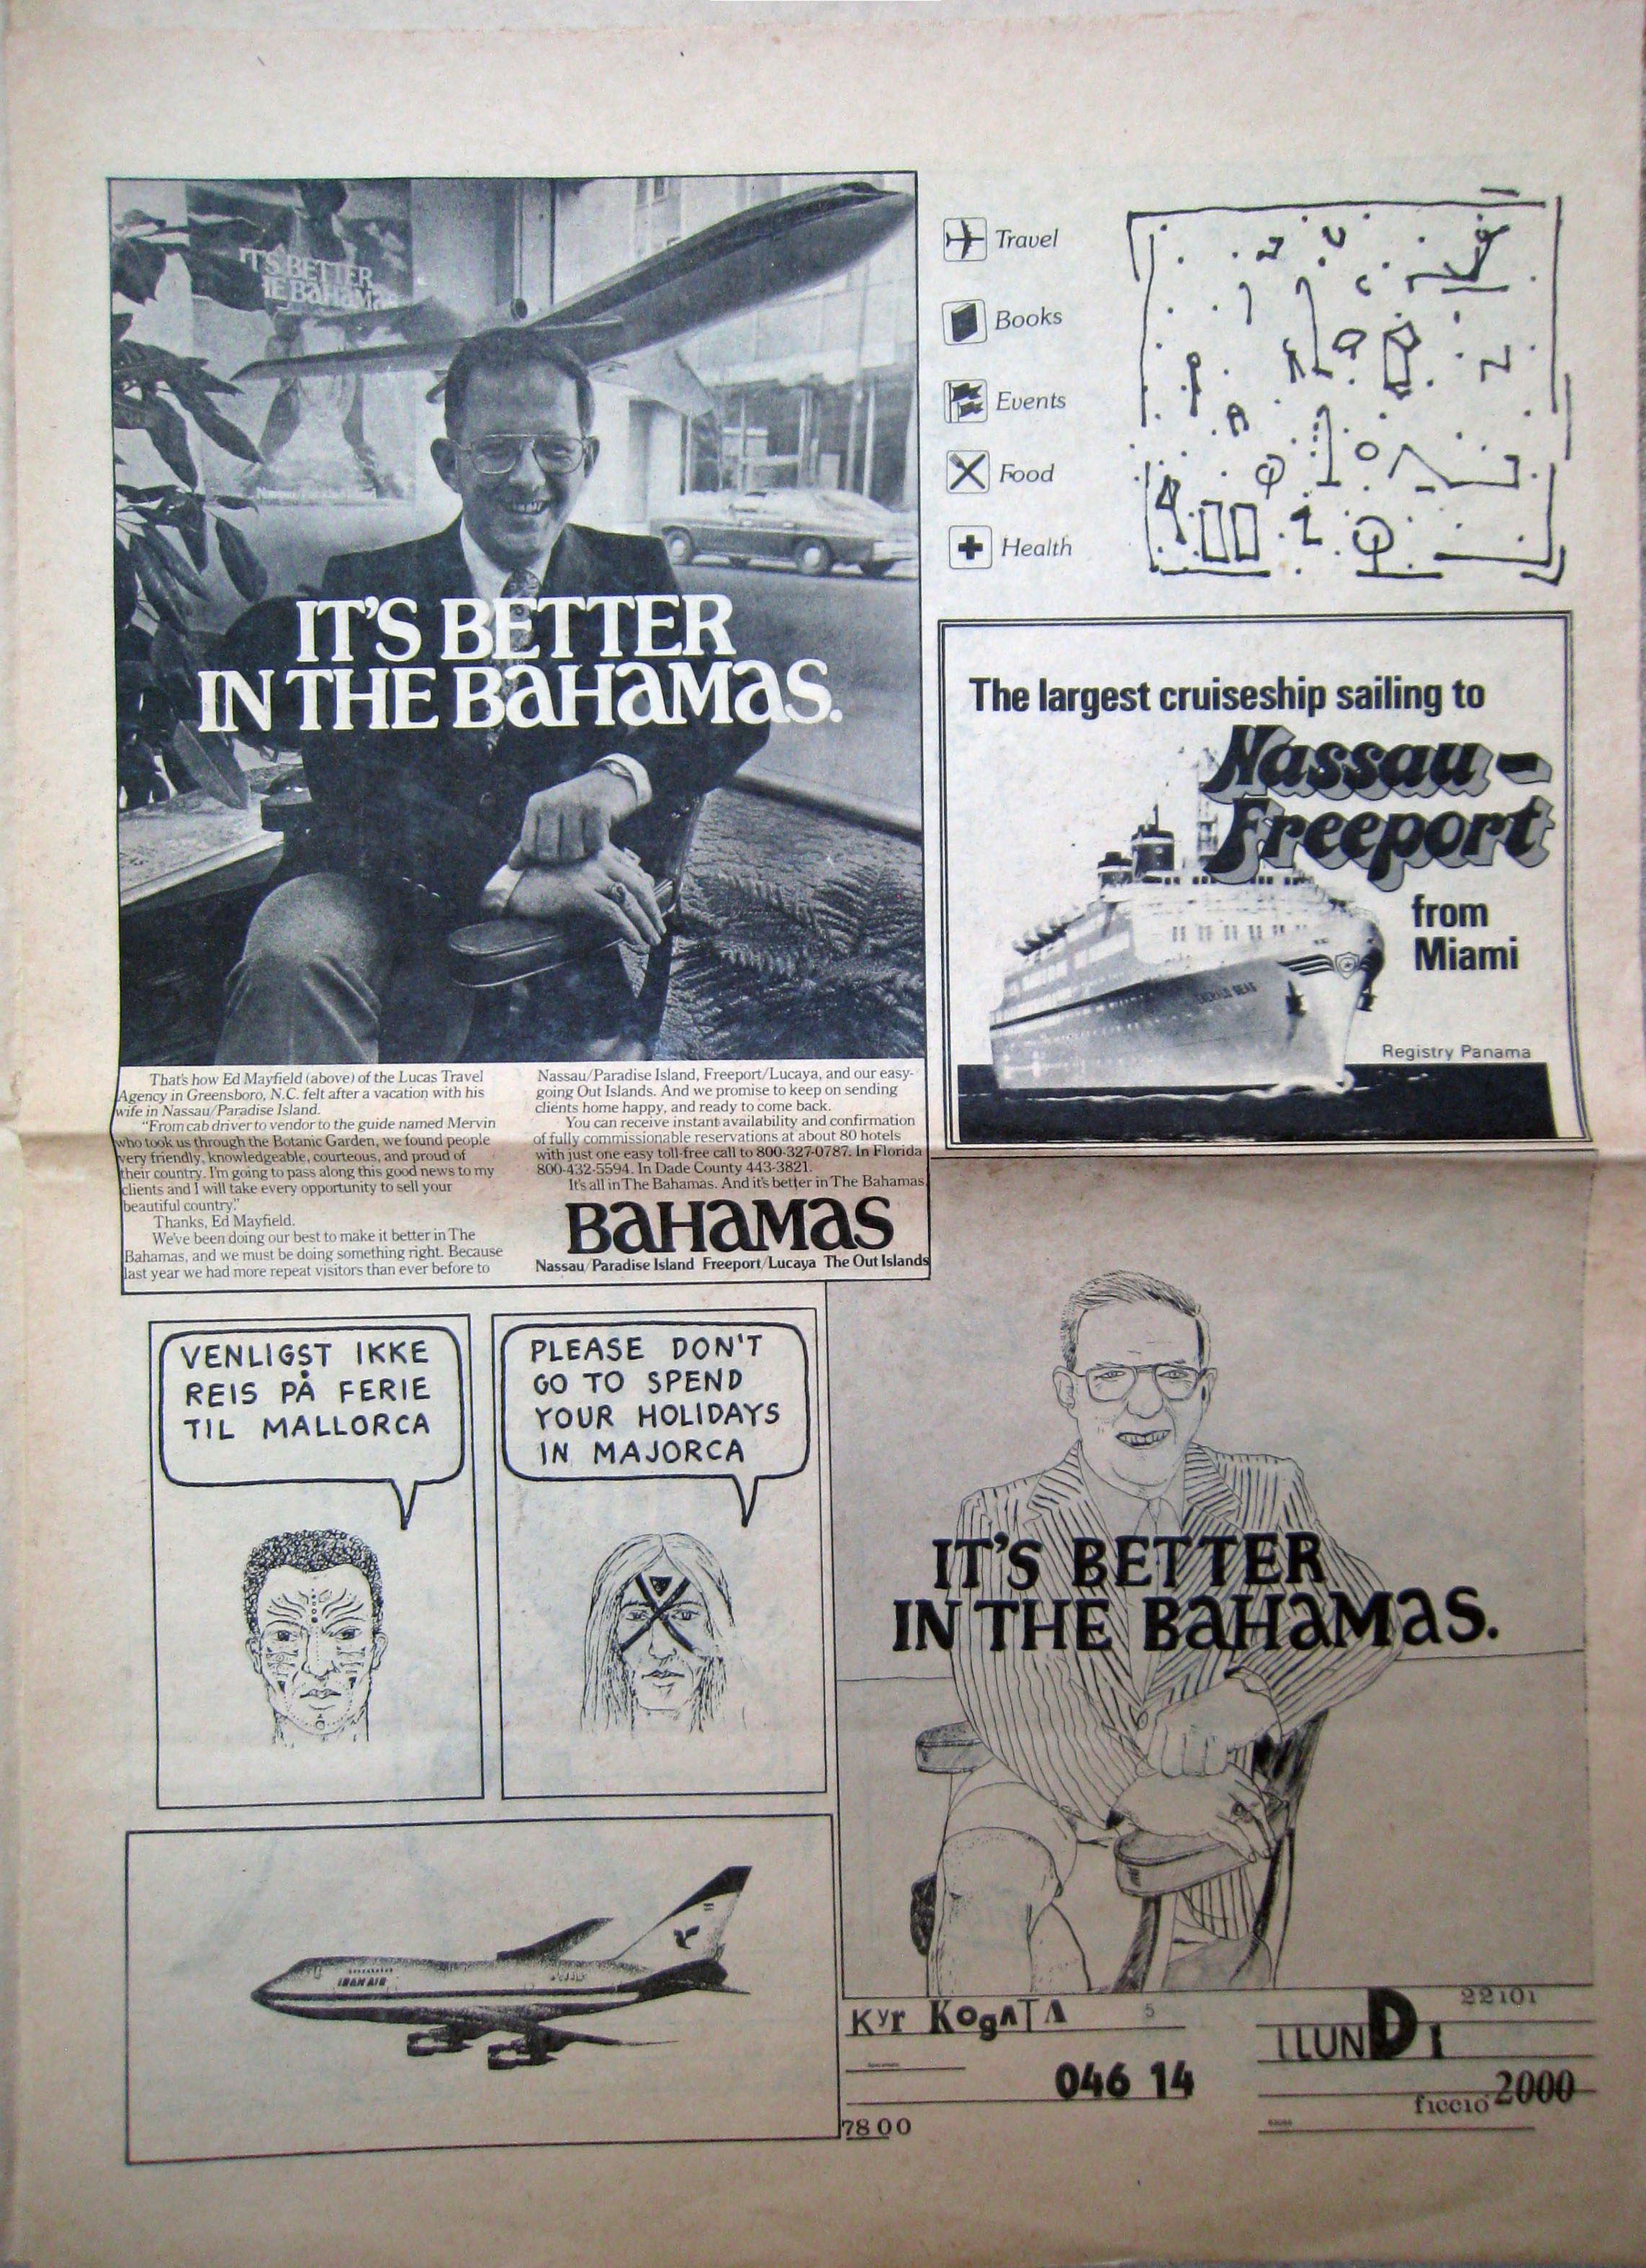 IT'S BETTER
HE BaHaMas
IT'S BETTER
IN THE BaHaMas.
That's how Ed Mayfield (above) of the Lucas Travel
Agency in Greensboro, N.C. felt after a vacation with his
wife in Nassau/Paradise Island.
"From cab driver to vendor to the guide named Mervin
who took us through the Botanic Garden, we found people
very friendly, knowledgeable, courteous, and proud of
their country. I'm going to pass along this good news to my
clients and I will take every opportunity to sell your
beautiful country."
Thanks, Ed Mayfield.
We've been doing our best to make it better in The
Bahamas, and we must be doing something right. Because
last year we had more repeat visitors than ever before to
Nassau/Paradise Island, Freeport/Lucaya, and our easy-
going Out Islands. And we promise to keep on sending
clients home happy, and ready to come back.
You can receive instant availability and confirmation
of fully commissionable reservations at about 80 hotels
with just one easy toll-free call to 800-327-0787. In Florida
800-432-5594. In Dade County 443-3821.
It's all in The Bahamas. And it's better in The Bahamas.
BaHaMas
Nassau/Paradise Island Freeport/Lucaya The Out Islands
Travel
Books
Events
Food
Health
The largest cruiseship sailing to
Nassau-
Freeport
from
Miami
EMERALD SEAS
Registry Panama
VENLIGST IKKE
REIS PÅ FERIE
TIL MALLORCA
PLEASE DON'T
GO TO SPEND
YOUR HOLIDAYS
IN MAJORCA
IT'S BETTER
IN THE BaHaMas.
IRAN AIR
Kyr KogATA 5
046 14
7800
22101
LLUNDI
ficció 2000